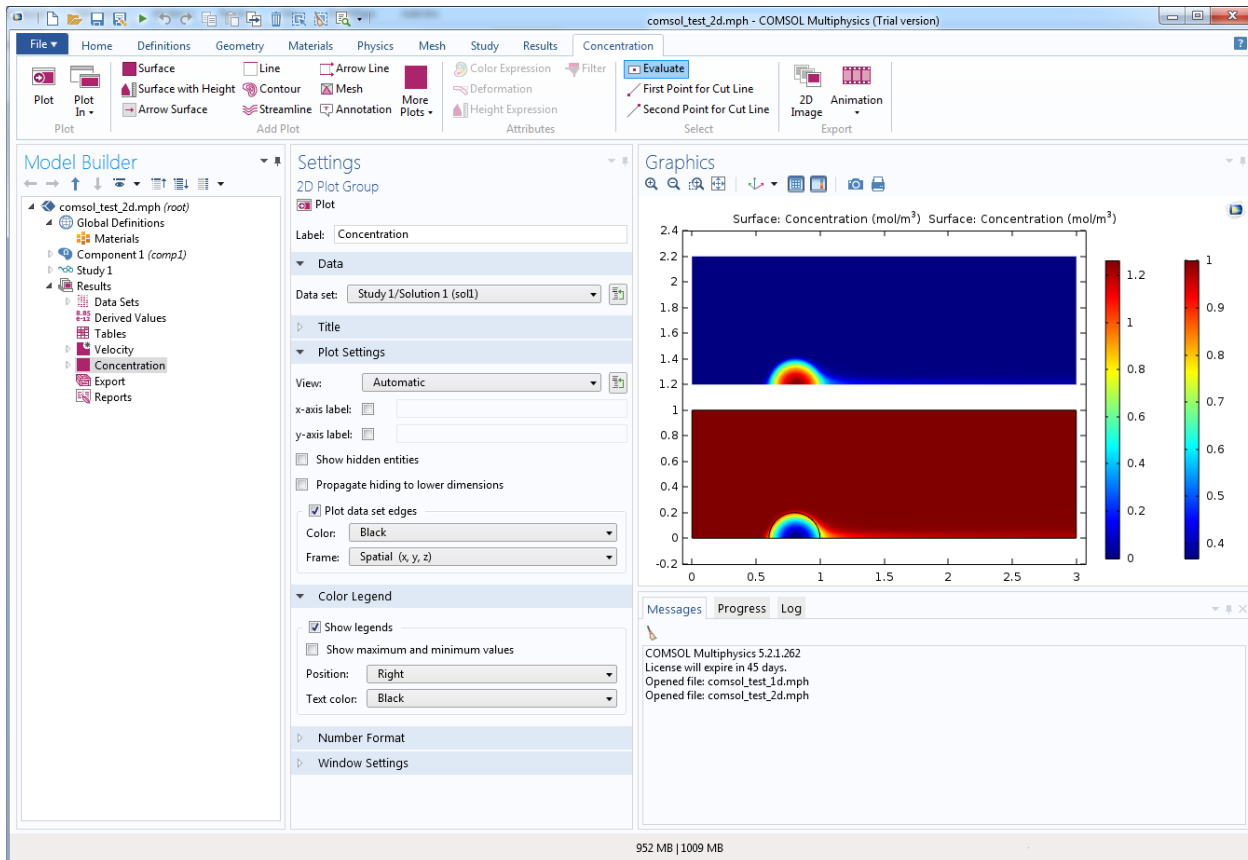 comsol_test_2d.mph - COMSOL Multiphysics (Trial version)
File Home Definitions Geometry Materials Physics Mesh Study Results Concentration
Plot
Plot In
Plot
Surface
Surface with Height
Arrow Surface
Line
Contour
Streamline
Arrow Line
Mesh
Annotation
More Plots
Add Plot
Color Expression
Deformation
Height Expression
Filter
Attributes
Evaluate
First Point for Cut Line
Second Point for Cut Line
Select
2D Image
Animation
Export
Model Builder
comsol_test_2d.mph (root)
Global Definitions
Materials
Component 1 (comp1)
Study 1
Results
Data Sets
8.85
e-12
Derived Values
Tables
Velocity
Concentration
Export
Reports
Settings
2D Plot Group
Plot
Label: Concentration
Data
Data set: Study 1/Solution 1 (sol1)
Title
Plot Settings
View: Automatic
x-axis label:
y-axis label:
Show hidden entities
Propagate hiding to lower dimensions
Plot data set edges
Color: Black
Frame: Spatial (x, y, z)
Color Legend
Show legends
Show maximum and minimum values
Position: Right
Text color: Black
Number Format
Window Settings
Graphics
Surface: Concentration (mol/m³) Surface: Concentration (mol/m³)
2.4
2.2
2
1.8
1.6
1.4
1.2
1
0.8
0.6
0.4
0.2
0
-0.2
0 0.5 1 1.5 2 2.5 3
1.2
1
0.8
0.6
0.4
0.2
0
1
0.9
0.8
0.7
0.6
0.5
0.4
Messages Progress Log
COMSOL Multiphysics 5.2.1.262
License will expire in 45 days.
Opened file: comsol_test_1d.mph
Opened file: comsol_test_2d.mph
952 MB | 1009 MB